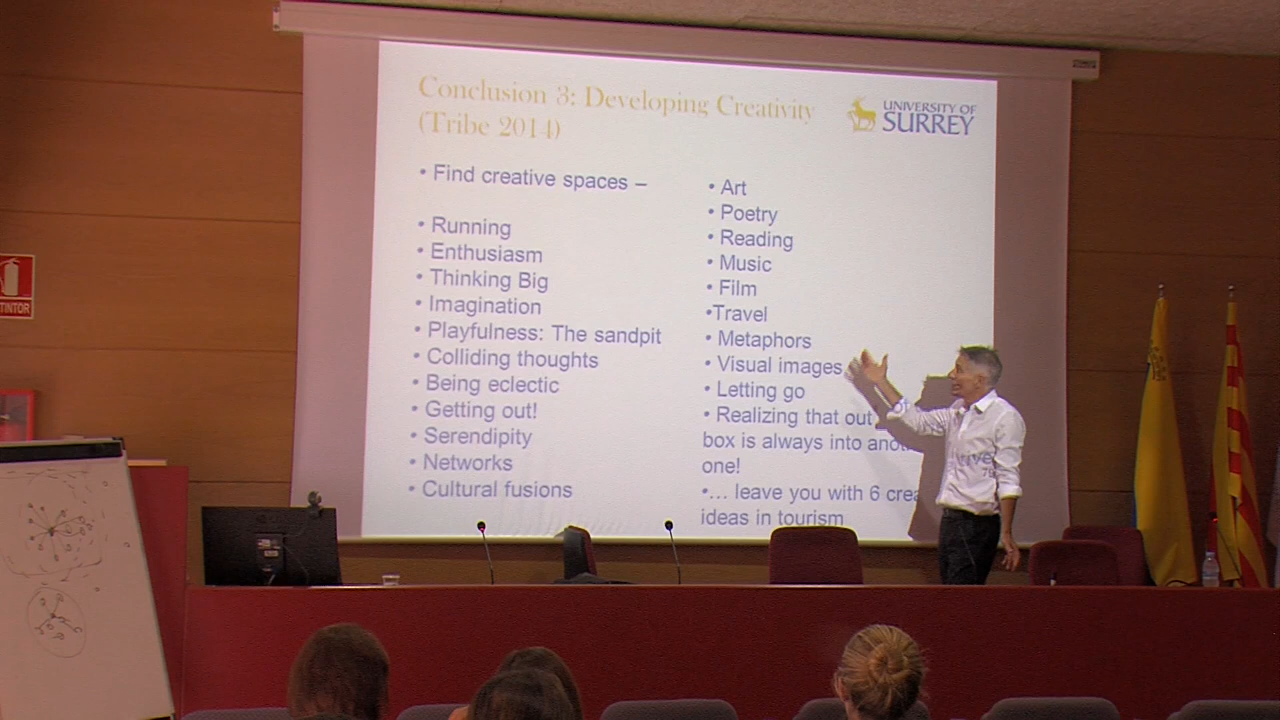 Conclusion 3: Developing Creativity
(Tribe 2014)
UNIVERSITY OF
SURREY
• Find creative spaces –
• Running
• Enthusiasm
• Thinking Big
• Imagination
• Playfulness: The sandpit
• Colliding thoughts
• Being eclectic
• Getting out!
• Serendipity
• Networks
• Cultural fusions
• Art
• Poetry
• Reading
• Music
• Film
•Travel
• Metaphors
• Visual images
• Letting go
• Realizing that out of
box is always into
one!
•… leave you with 6
ideas in tourism
TINTOR